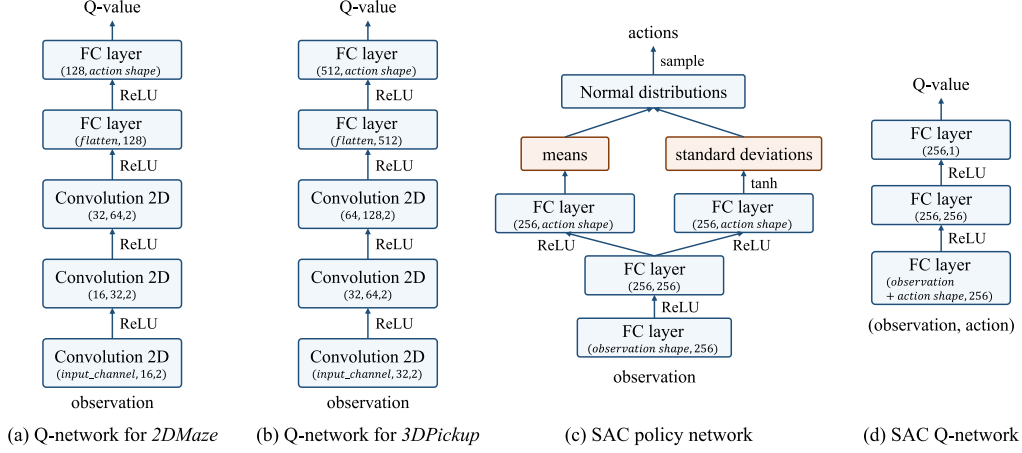 Q-value
FC layer
(128, action shape)
ReLU
FC layer
(flatten, 128)
ReLU
Convolution 2D
(32,64,2)
ReLU
Convolution 2D
(16,32,2)
ReLU
Convolution 2D
(input_channel, 16,2)
observation
(a) Q-network for 2DMaze
Q-value
FC layer
(512, action shape)
ReLU
FC layer
(flatten, 512)
ReLU
Convolution 2D
(64,128,2)
ReLU
Convolution 2D
(32,64,2)
ReLU
Convolution 2D
(input_channel, 32,2)
observation
(b) Q-network for 3DPickup
actions
sample
Normal distributions
means
standard deviations
tanh
FC layer
(256, action shape)
FC layer
(256, action shape)
ReLU
ReLU
FC layer
(256,256)
ReLU
FC layer
(observation shape, 256)
observation
(c) SAC policy network
Q-value
FC layer
(256,1)
ReLU
FC layer
(256,256)
ReLU
FC layer
(observation
+ action shape, 256)
(observation, action)
(d) SAC Q-network